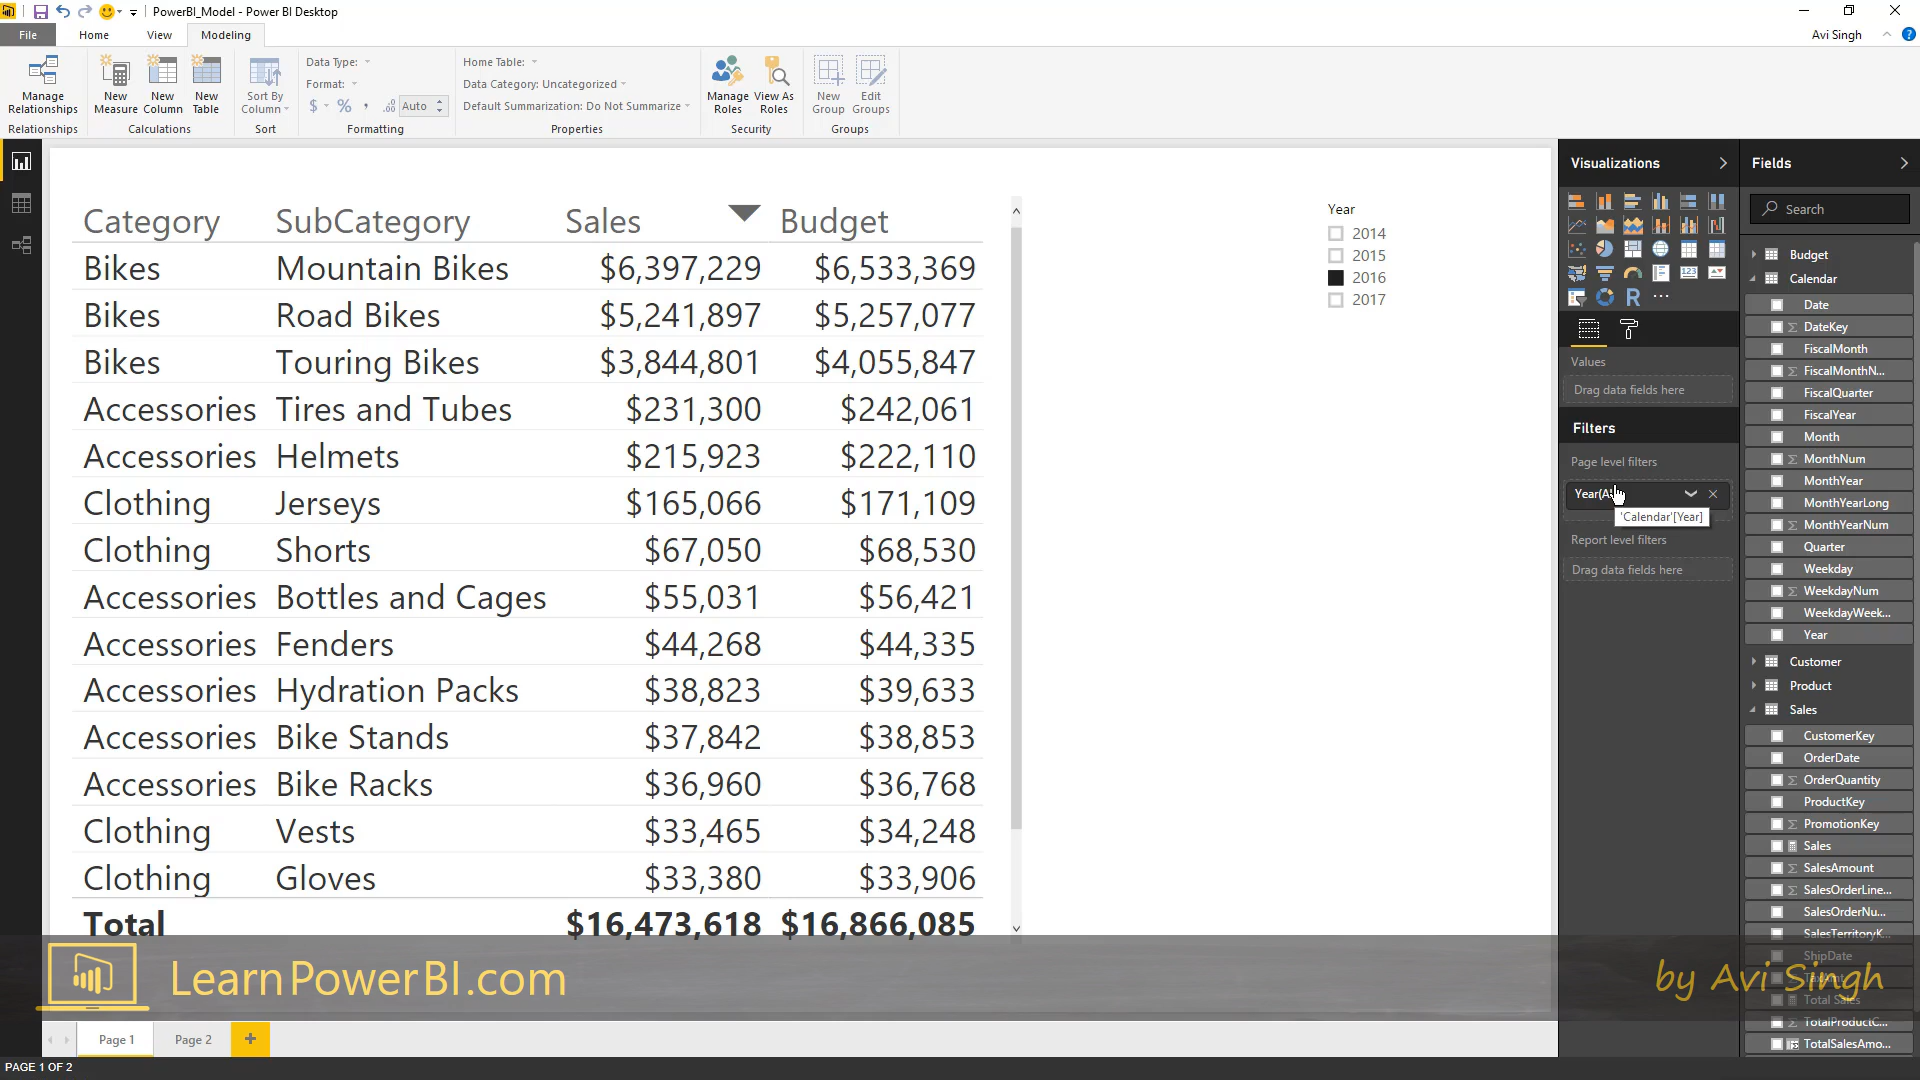 PowerBI_Model - Power BI Desktop
File Home View Modeling Avi Singh
Manage Relationships
New Measure
New Column
New Table
Sort By Column
Data Type:
Format:
$ % , .00 Auto
Home Table:
Data Category: Uncategorized
Default Summarization: Do Not Summarize
Manage Roles
View As Roles
New Group
Edit Groups
Relationships Calculations Sort Formatting Properties Security Groups
Category SubCategory Sales Budget
Bikes Mountain Bikes $6,397,229 $6,533,369
Bikes Road Bikes $5,241,897 $5,257,077
Bikes Touring Bikes $3,844,801 $4,055,847
Accessories Tires and Tubes $231,300 $242,061
Accessories Helmets $215,923 $222,110
Clothing Jerseys $165,066 $171,109
Clothing Shorts $67,050 $68,530
Accessories Bottles and Cages $55,031 $56,421
Accessories Fenders $44,268 $44,335
Accessories Hydration Packs $38,823 $39,633
Accessories Bike Stands $37,842 $38,853
Accessories Bike Racks $36,960 $36,768
Clothing Vests $33,465 $34,248
Clothing Gloves $33,380 $33,906
Total $16,473,618 $16,866,085
Year
2014
2015
2016
2017
Visualizations
Values
Drag data fields here
Filters
Page level filters
'Calendar'[Year]
Report level filters
Drag data fields here
Fields
Search
Budget
Calendar
Date
DateKey
FiscalMonth
FiscalMonthN...
FiscalQuarter
FiscalYear
Month
MonthNum
MonthYear
MonthYearLong
MonthYearNum
Quarter
Weekday
WeekdayNum
WeekdayWeek...
Year
Customer
Product
Sales
CustomerKey
OrderDate
OrderQuantity
ProductKey
PromotionKey
Sales
SalesAmount
SalesOrderLine...
SalesOrderNu...
SalesTerritoryK...
ShipDate
Total Sales
TotalProductC...
TotalSalesAmo...
LearnPowerBI.com
by Avi Singh
Page 1 Page 2 +
PAGE 1 OF 2